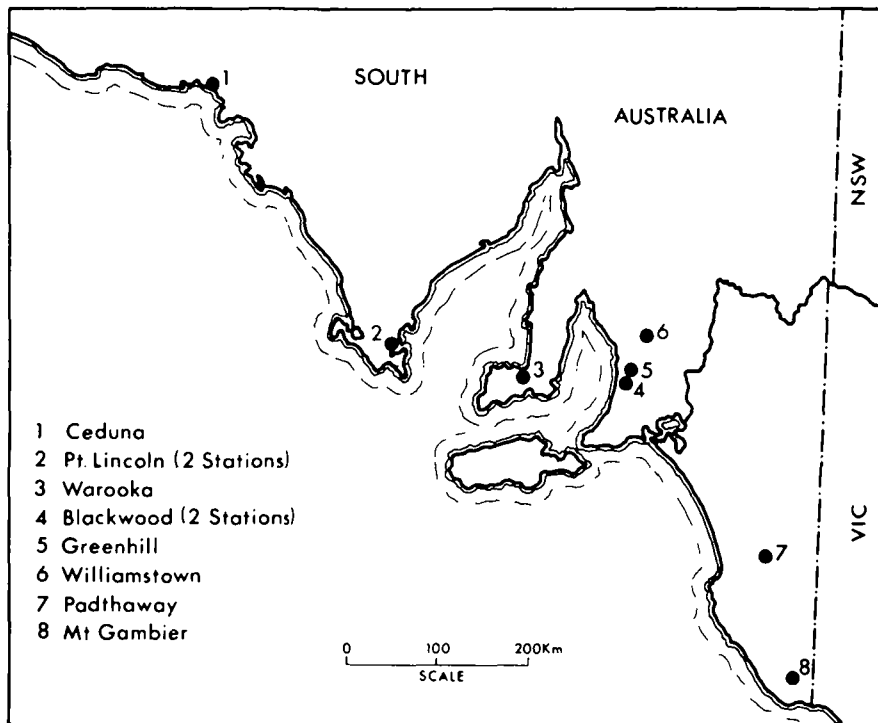 1
SOUTH
AUSTRALIA
NSW
2
6
5
3
4
1 Ceduna
2 Pt. Lincoln (2 Stations)
3 Warooka
4 Blackwood (2 Stations)
5 Greenhill
6 Williamstown
7 Padthaway
8 Mt Gambier
VIC
7
0 100 200Km
SCALE
8